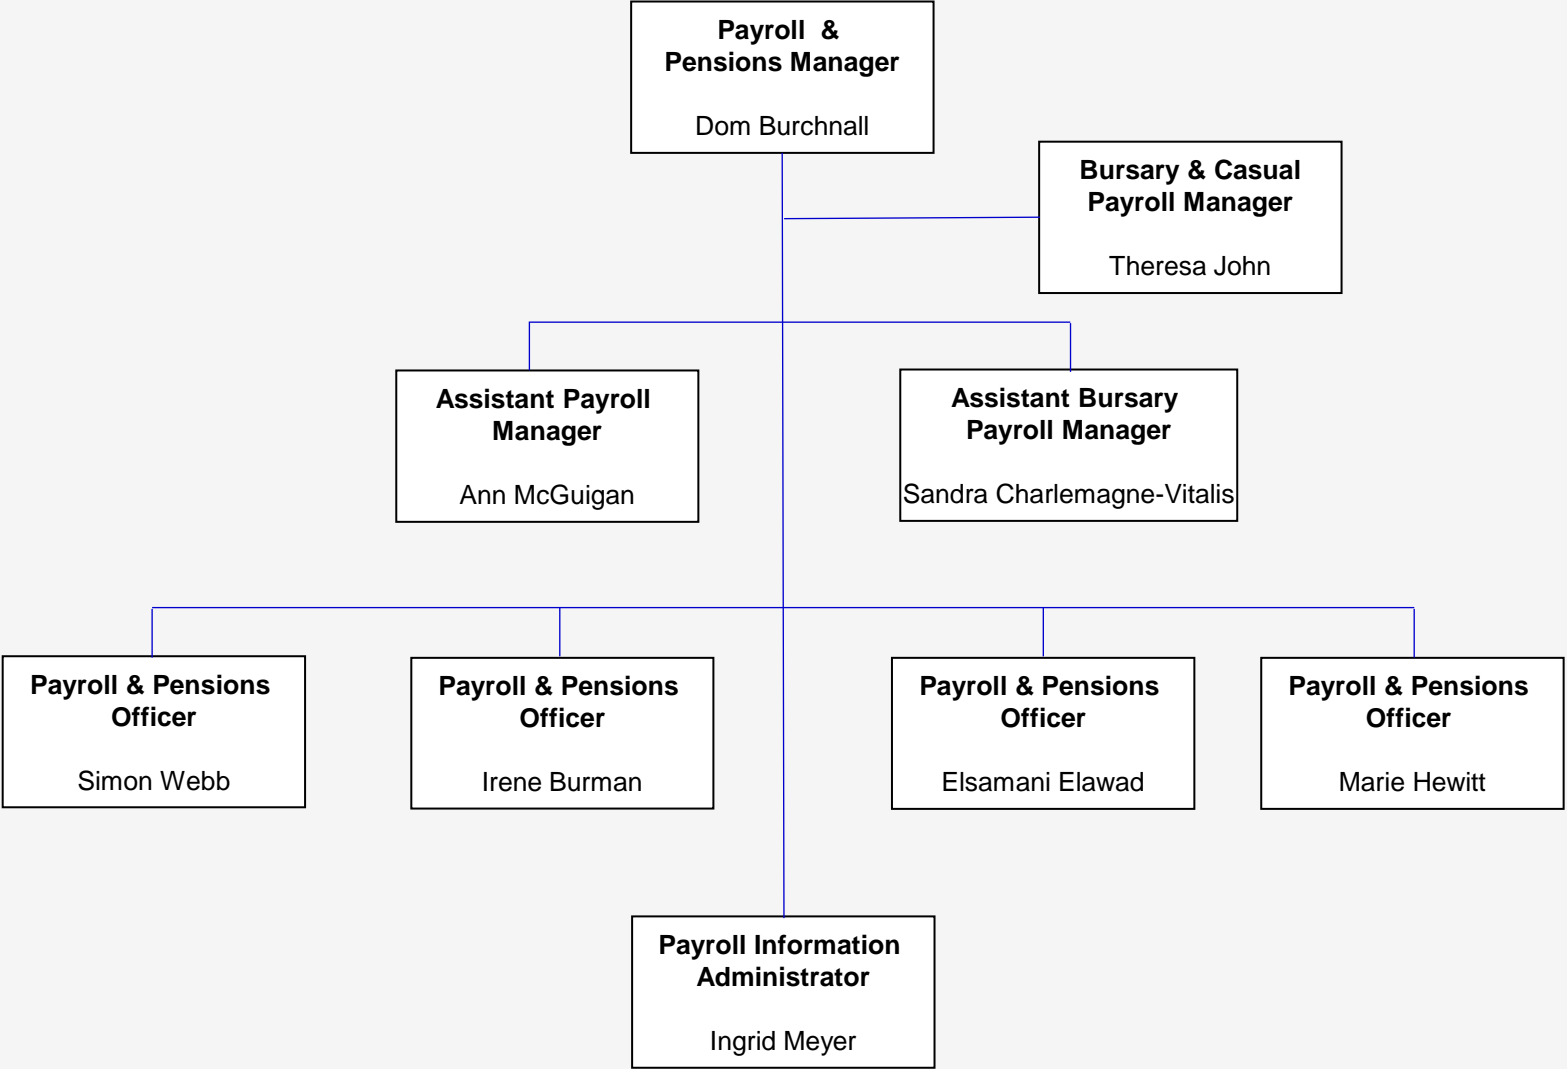 Payroll  &
Pensions Manager
Dom Burchnall
Bursary & Casual
Payroll Manager
Theresa John
Assistant Payroll
Manager
Ann McGuigan
Assistant Bursary
Payroll Manager
Sandra Charlemagne-Vitalis
Payroll & Pensions
Officer
Simon Webb
Payroll & Pensions
Officer
Irene Burman
Payroll & Pensions
Officer
Elsamani Elawad
Payroll & Pensions
Officer
Marie Hewitt
Payroll Information
Administrator
Ingrid Meyer